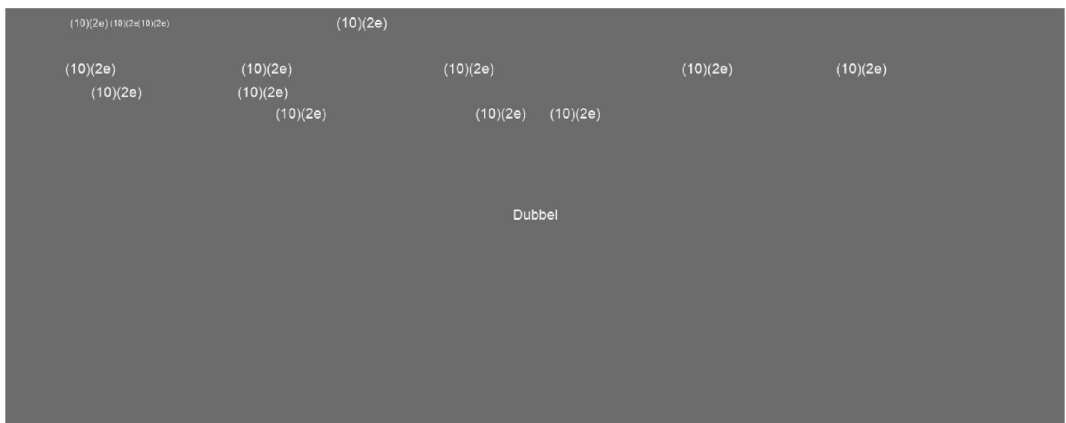 (10)(2e) (10)(2e(10)(2e) (10)(2e)
(10)(2e) (10)(2e) (10)(2e) (10)(2e) (10)(2e)
(10)(2e) (10)(2e)
(10)(2e) (10)(2e) (10)(2e)
Dubbel